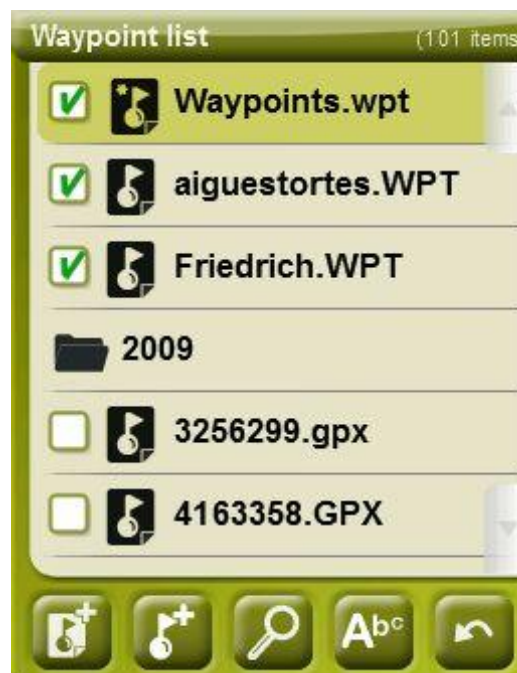 Waypoint list (101 items
Waypoints.wpt
aiguestortes.WPT
Friedrich.WPT
2009
3256299.gpx
4163358.GPX
Abc